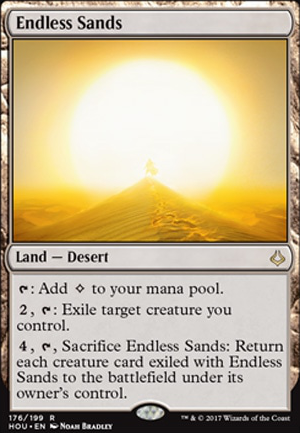 Endless Sands
Land — Desert
: Add to your mana pool.
2, : Exile target creature you
control.
4, , Sacrifice Endless Sands: Return
each creature card exiled with Endless
Sands to the battlefield under its
owner's control.
176/199 R
HOU • EN Noah Bradley
™ & © 2017 Wizards of the Coast